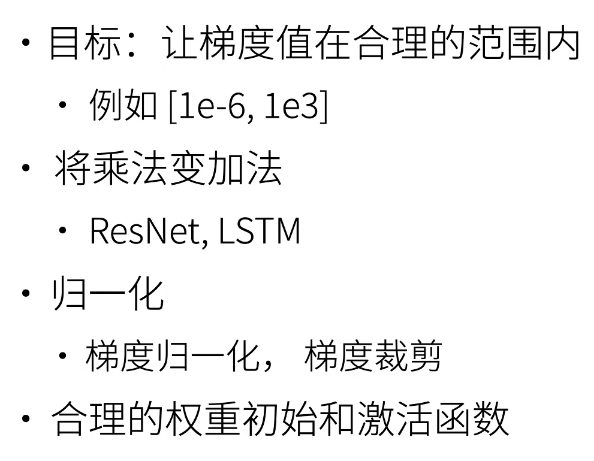 • 目标：让梯度值在合理的范围内
• 例如 [1e-6, 1e3]
• 将乘法变加法
• ResNet, LSTM
• 归一化
• 梯度归一化， 梯度裁剪
• 合理的权重初始和激活函数